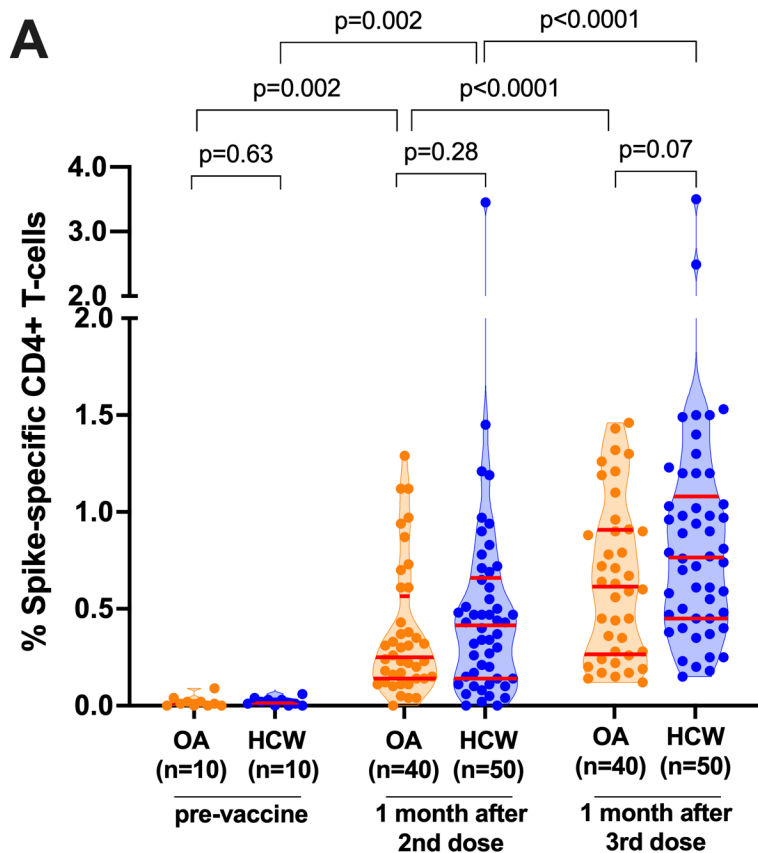 A
p=0.002
p<0.0001
p=0.002
p<0.0001
p=0.63
p=0.28
p=0.07
% Spike-specific CD4+ T-cells
4.0
3.0
2.0
2.0
1.5
1.0
0.5
0.0
OA
(n=10)
HCW
(n=10)
OA
(n=40)
HCW
(n=50)
OA
(n=40)
HCW
(n=50)
pre-vaccine
1 month after
2nd dose
1 month after
3rd dose